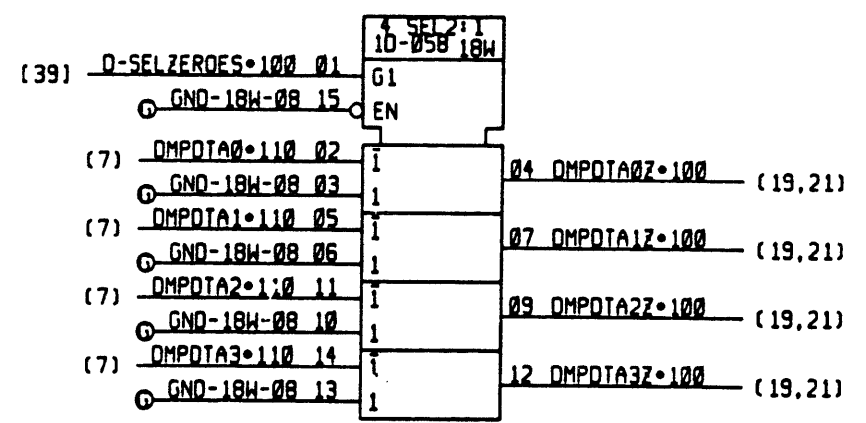 4 SEL2:1
1D-058 18W
(39) D-SELZEROES•100 01 G1
G GND-18W-08 15 EN
(7) DMPDTA0•110 02 1̄
04 DMPDTA0Z•100 (19,21)
G GND-18W-08 03 1
(7) DMPDTA1•110 05 1̄
07 DMPDTA1Z•100 (19,21)
G GND-18W-08 06 1
(7) DMPDTA2•110 11 1̄
09 DMPDTA2Z•100 (19,21)
G GND-18W-08 10 1
(7) DMPDTA3•110 14 1̄
12 DMPDTA3Z•100 (19,21)
G GND-18W-08 13 1